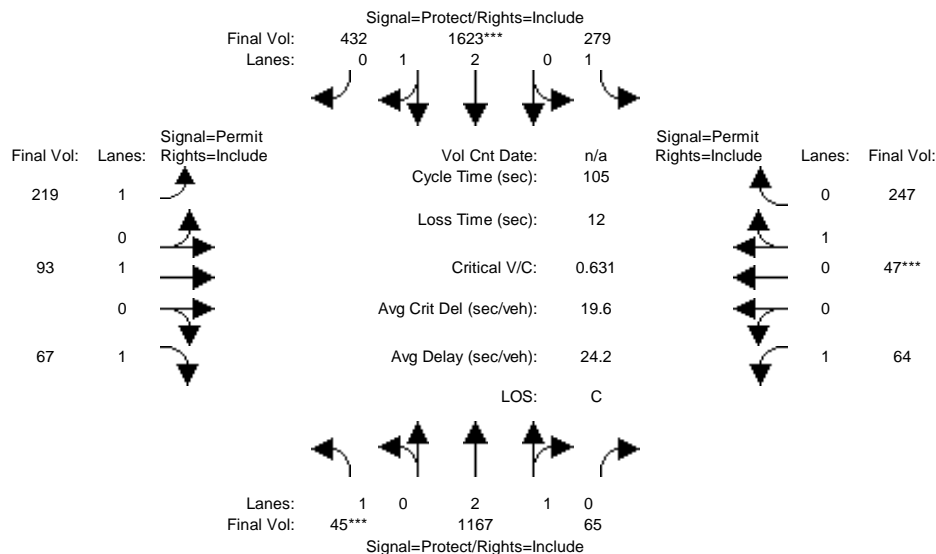 Signal=Protect/Rights=Include
Final Vol: 432 1623*** 279
Lanes: 0 1 2 0 1
Signal=Permit
Final Vol: Lanes: Rights=Include
Vol Cnt Date: n/a
Signal=Permit
Rights=Include Lanes: Final Vol:
Cycle Time (sec): 105
219 1
0 247
Loss Time (sec): 12
0
1
93 1
Critical V/C: 0.631
0 47***
0
Avg Crit Del (sec/veh): 19.6
0
67 1
Avg Delay (sec/veh): 24.2
1 64
LOS: C
Lanes: 1 0 2 1 0
Final Vol: 45*** 1167 65
Signal=Protect/Rights=Include